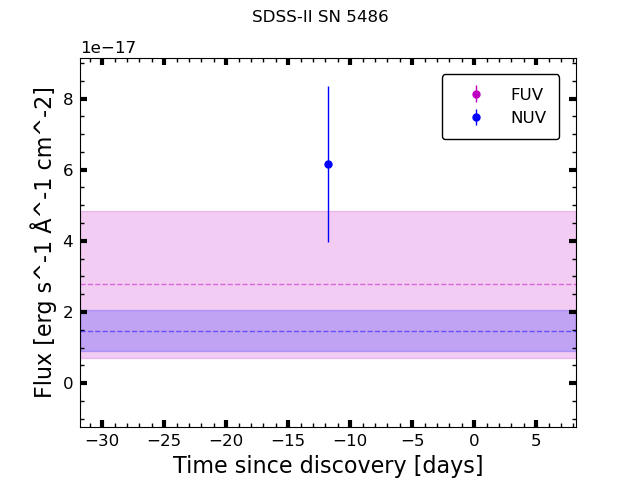 SDSS-II SN 5486
1e−17
FUV
NUV
8
6
4
2
0
Flux [erg s^-1 Å^-1 cm^-2]
−30 −25 −20 −15 −10 −5 0 5
Time since discovery [days]